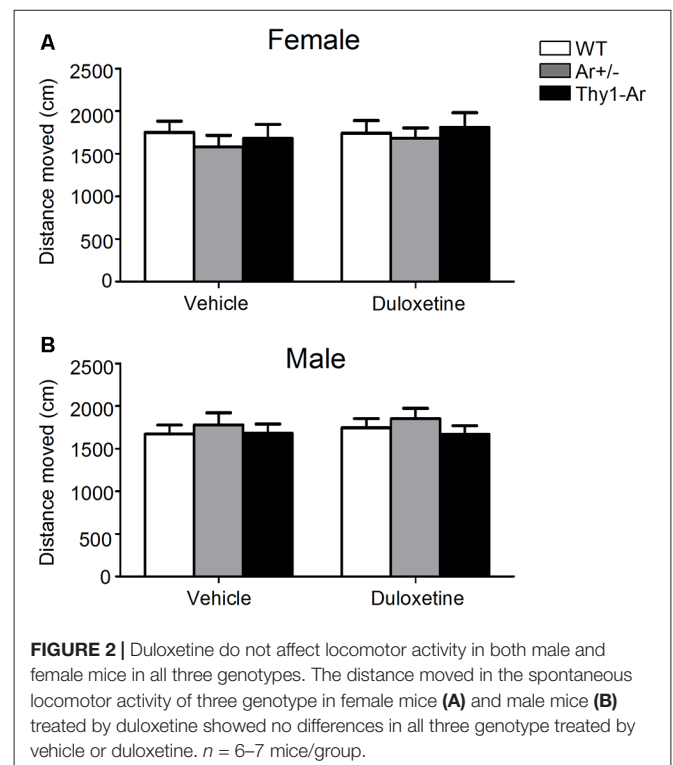 A
Female
WT
Ar+/-
Thy1-Ar
Distance moved (cm)
2500
2000
1500
1000
500
0
Vehicle
Duloxetine
B
Male
Distance moved (cm)
2500
2000
1500
1000
500
0
Vehicle
Duloxetine
FIGURE 2 | Duloxetine do not affect locomotor activity in both male and
female mice in all three genotypes. The distance moved in the spontaneous
locomotor activity of three genotype in female mice (A) and male mice (B)
treated by duloxetine showed no differences in all three genotype treated by
vehicle or duloxetine. n = 6–7 mice/group.